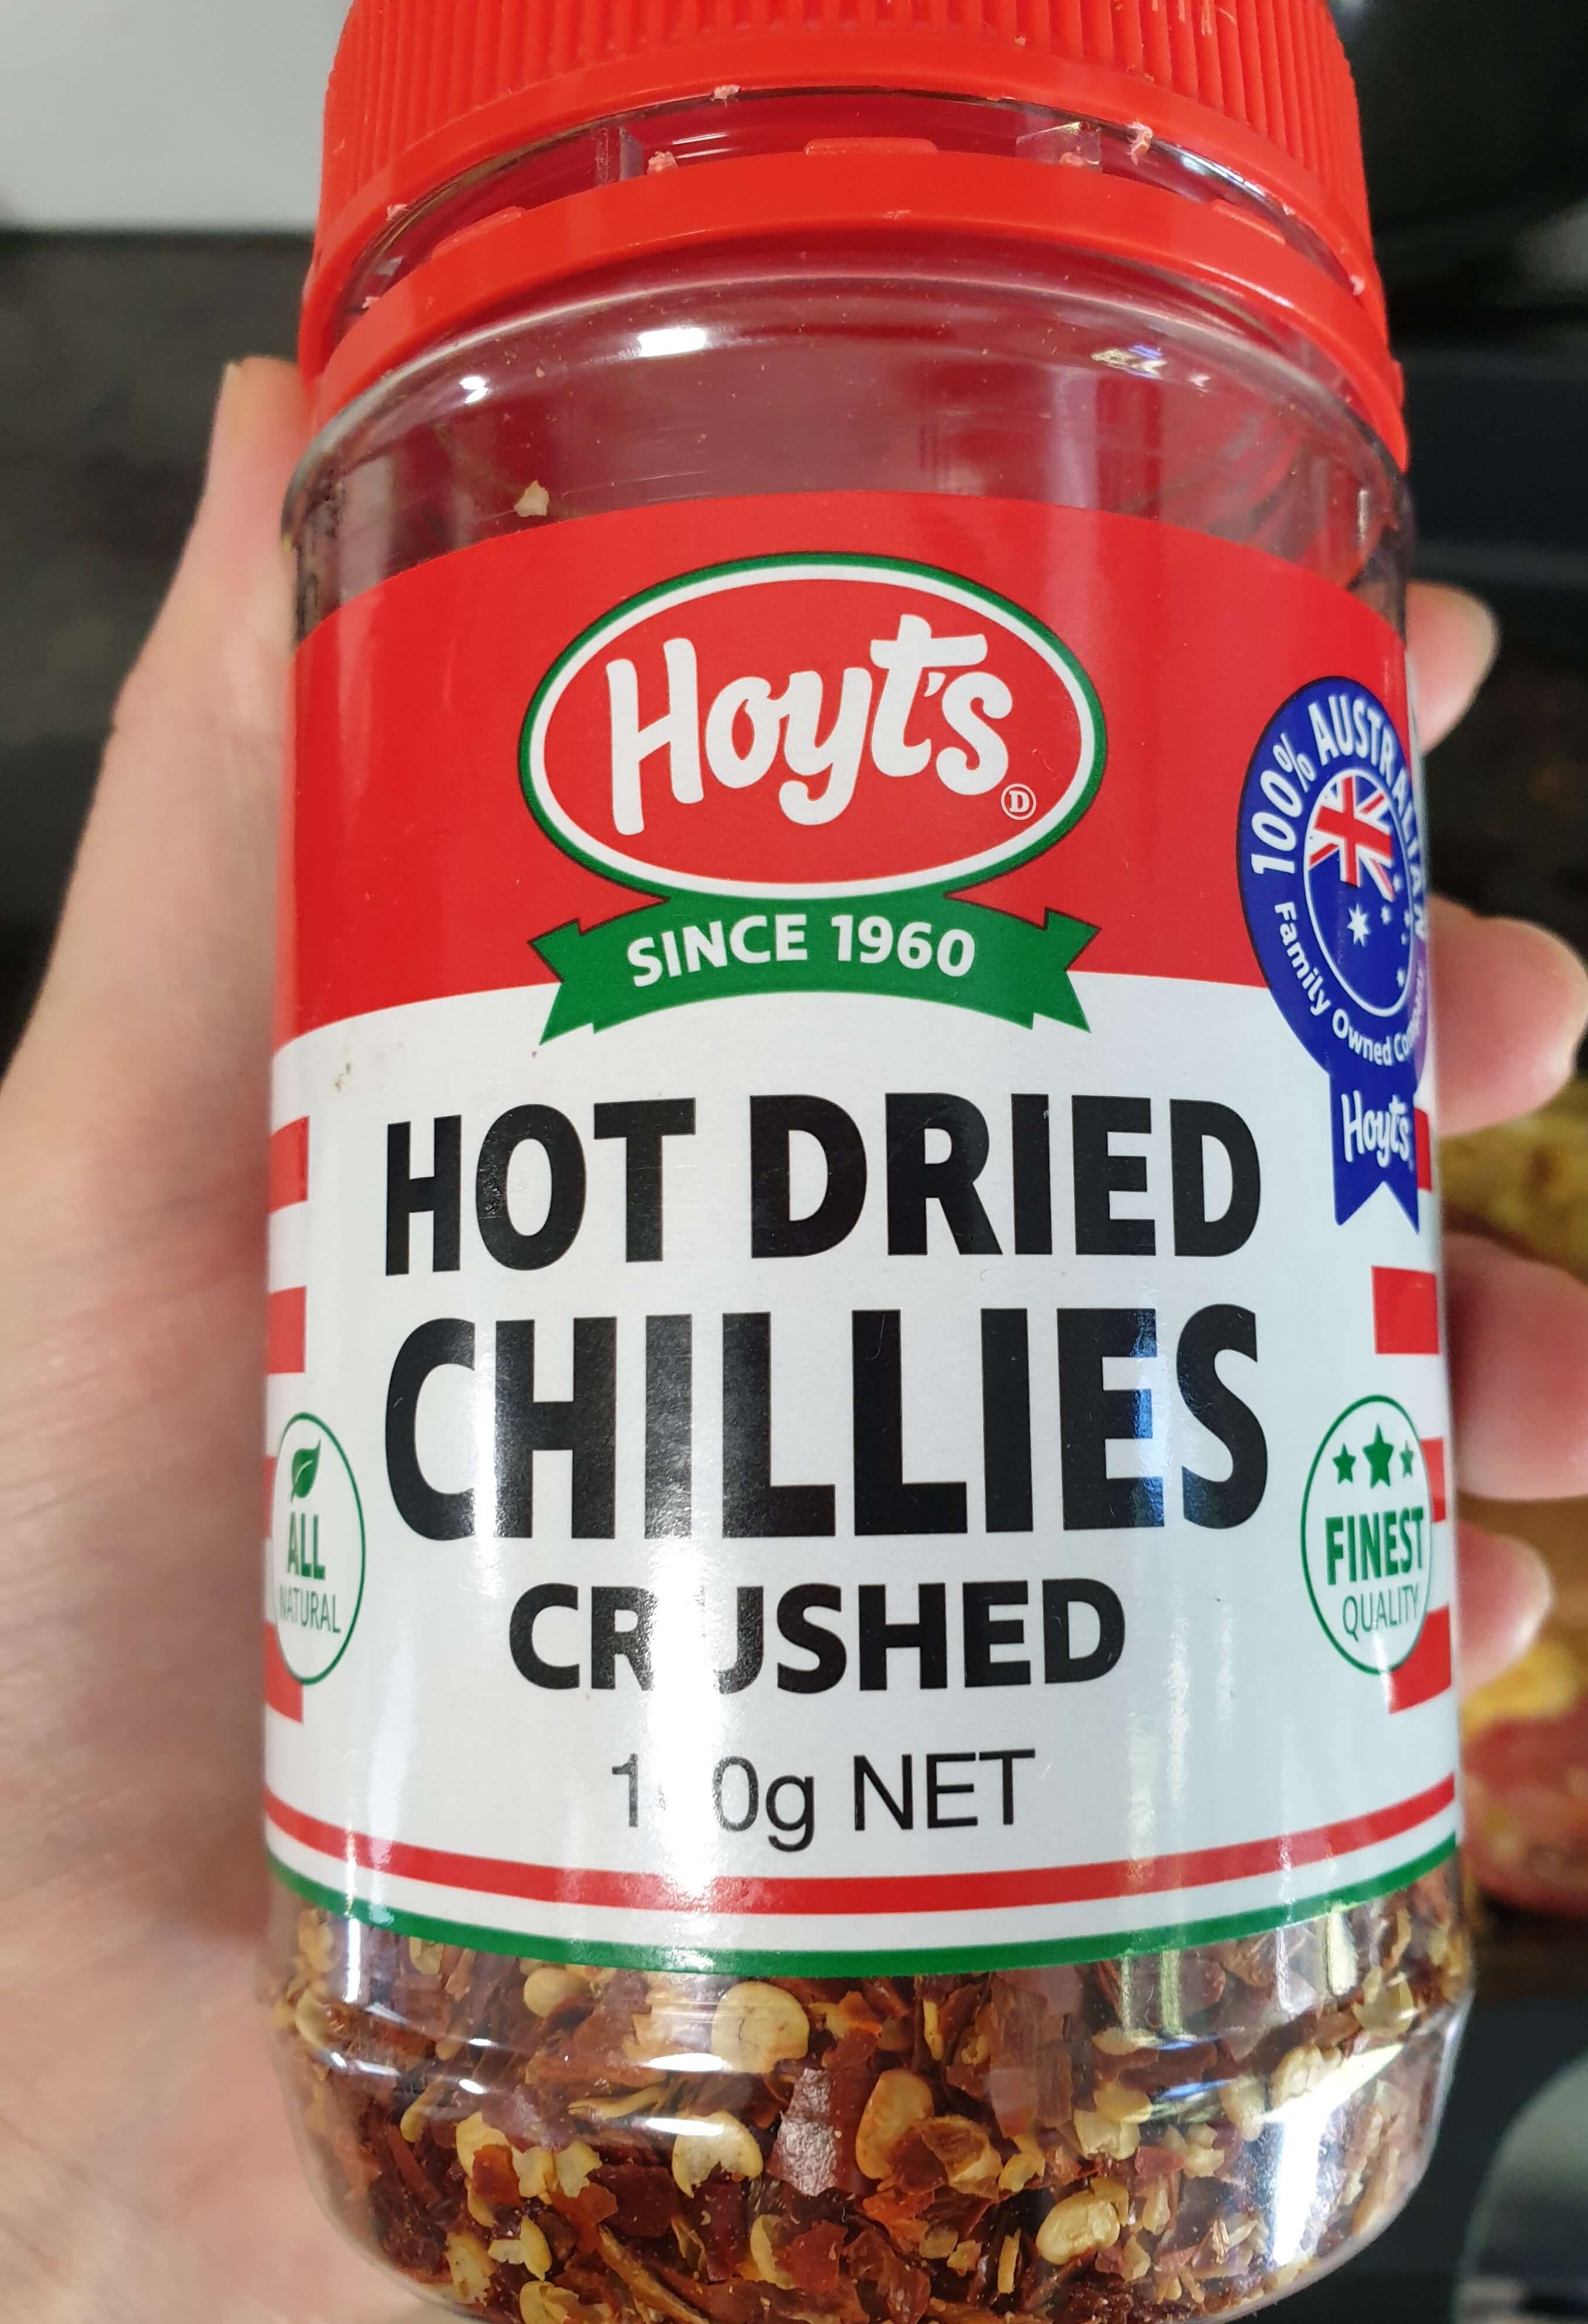 Hoyt's
SINCE 1960
100% AUSTRALIAN
Family Owned
Hoyt's
HOT DRIED
CHILLIES
CRUSHED
ALL
NATURAL
FINEST
QUALITY
NET